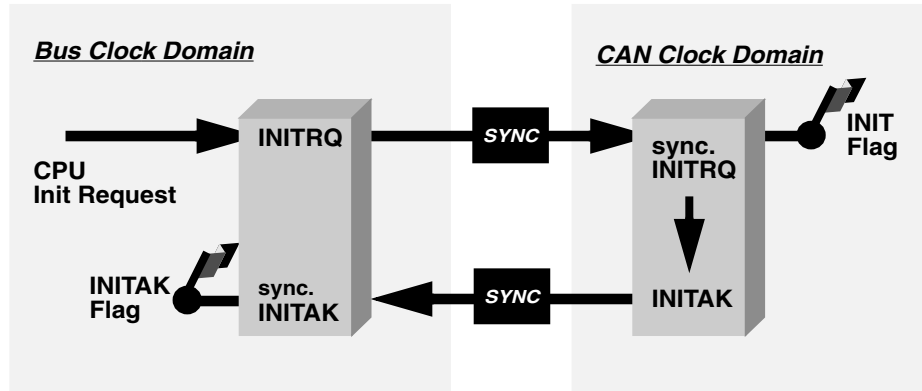 Bus Clock Domain
CAN Clock Domain
INITRQ
SYNC
sync.
INITRQ
INIT
Flag
CPU
Init Request
INITAK
Flag
sync.
INITAK
SYNC
INITAK